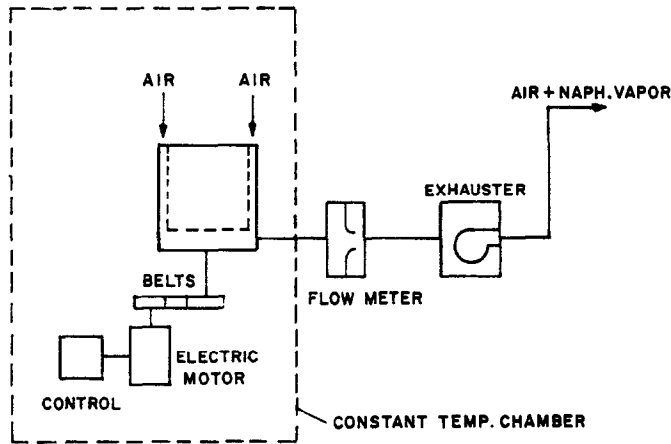 AIR AIR
AIR + NAPH. VAPOR
EXHAUSTER
BELTS
FLOW METER
ELECTRIC
MOTOR
CONTROL
CONSTANT TEMP. CHAMBER